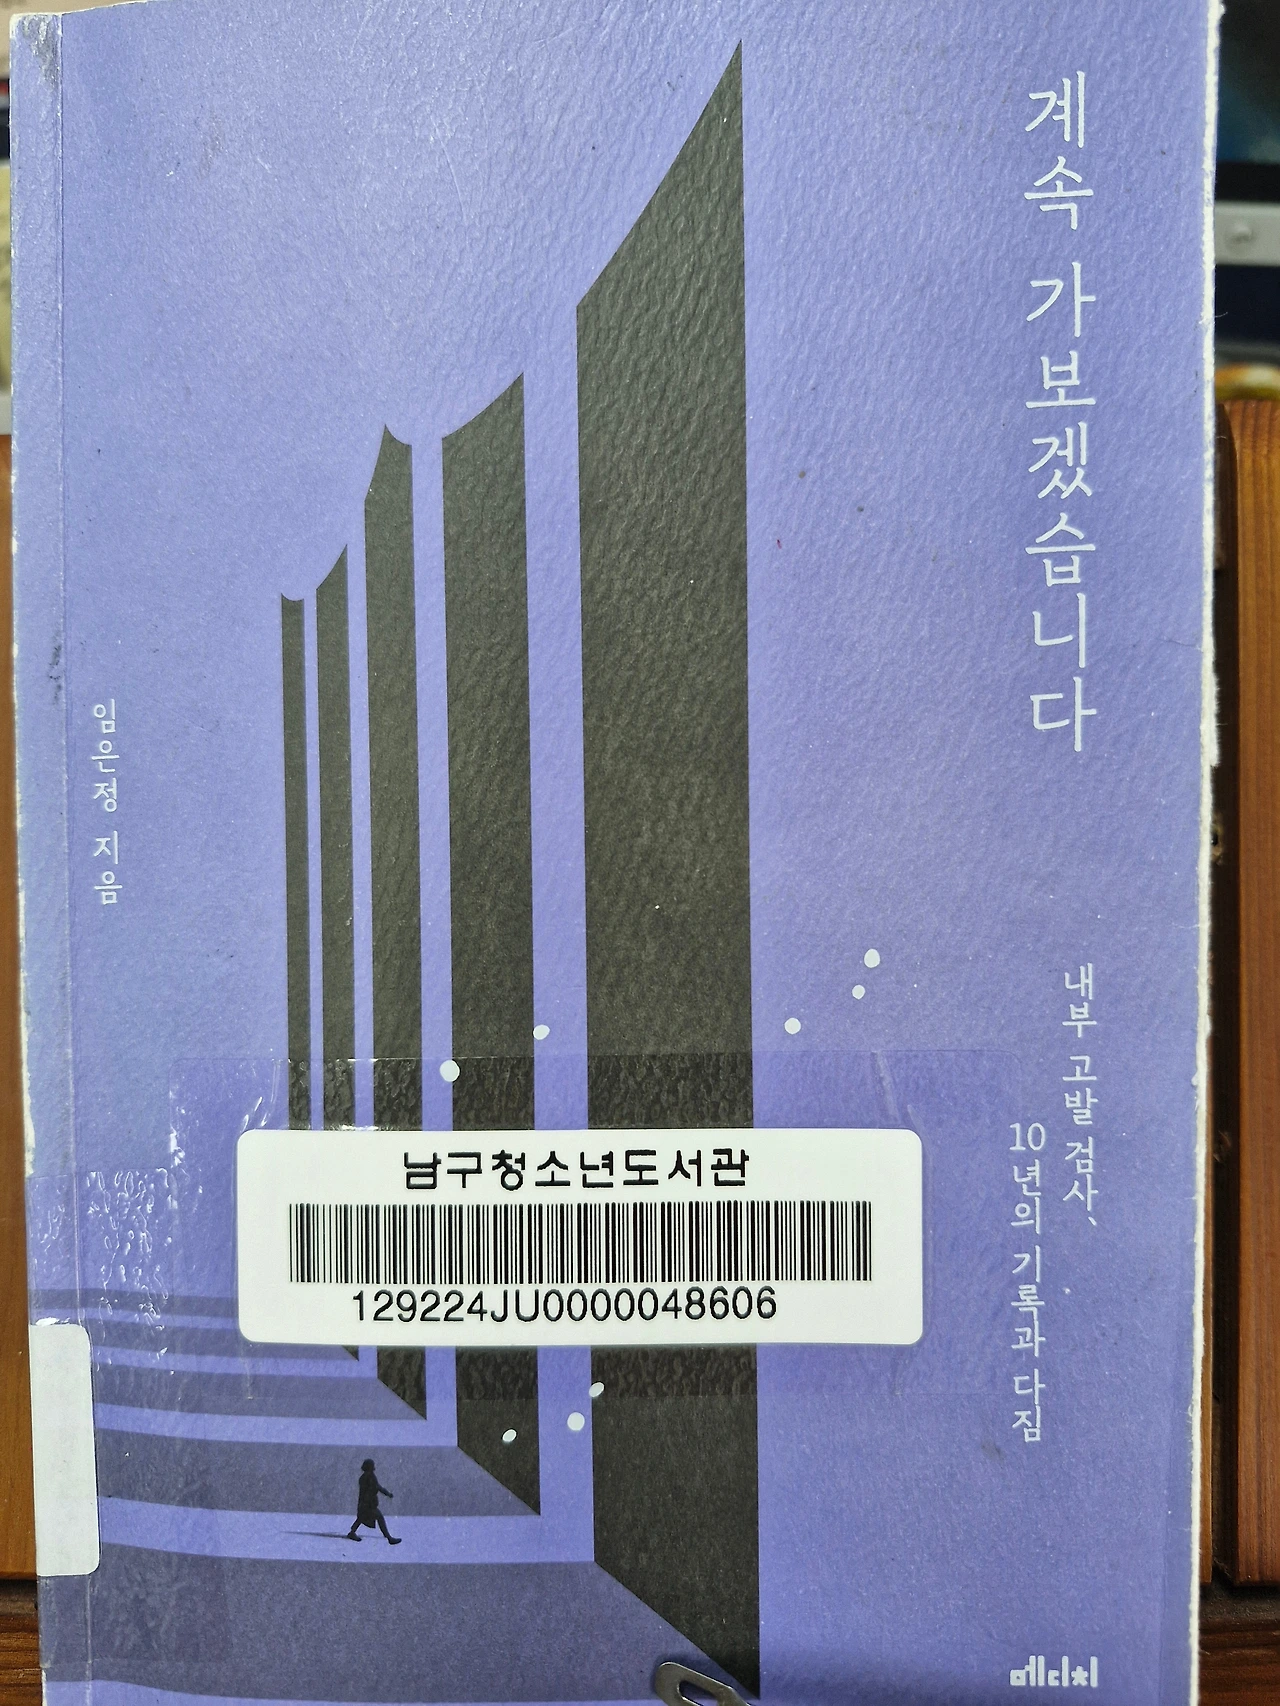 계속 가보겠습니다
내부 고발 검사,
10년의 기록과 다짐
임은정 지음
남구청소년도서관
129224JU0000048606
메디치